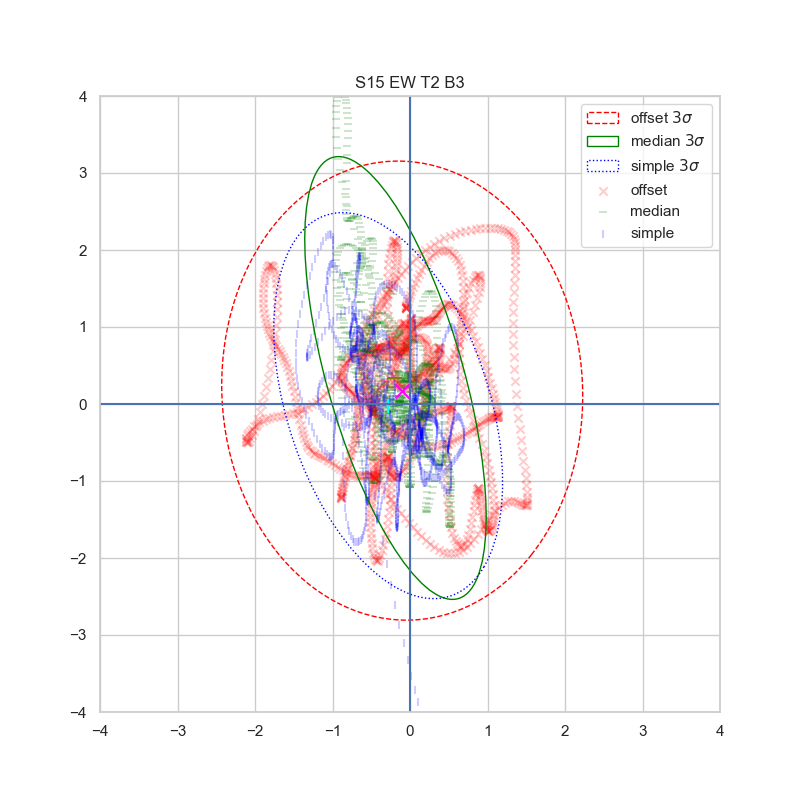 S15 EW T2 B3
offset 3σ
median 3σ
simple 3σ
offset
median
simple
4
3
2
1
0
−1
−2
−3
−4
−4 −3 −2 −1 0 1 2 3 4